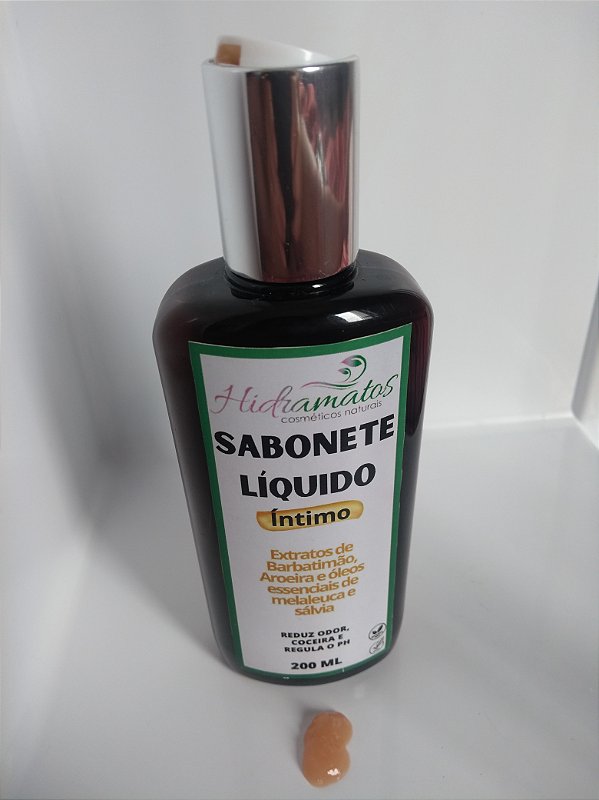 Hidramatos
cosméticos naturais
SABONETE
LÍQUIDO
Íntimo
Extratos de
Barbatimão,
Aroeira e óleos
essenciais de
melaleuca e
sálvia
REDUZ ODOR,
COCEIRA E
REGULA O PH
200 ML